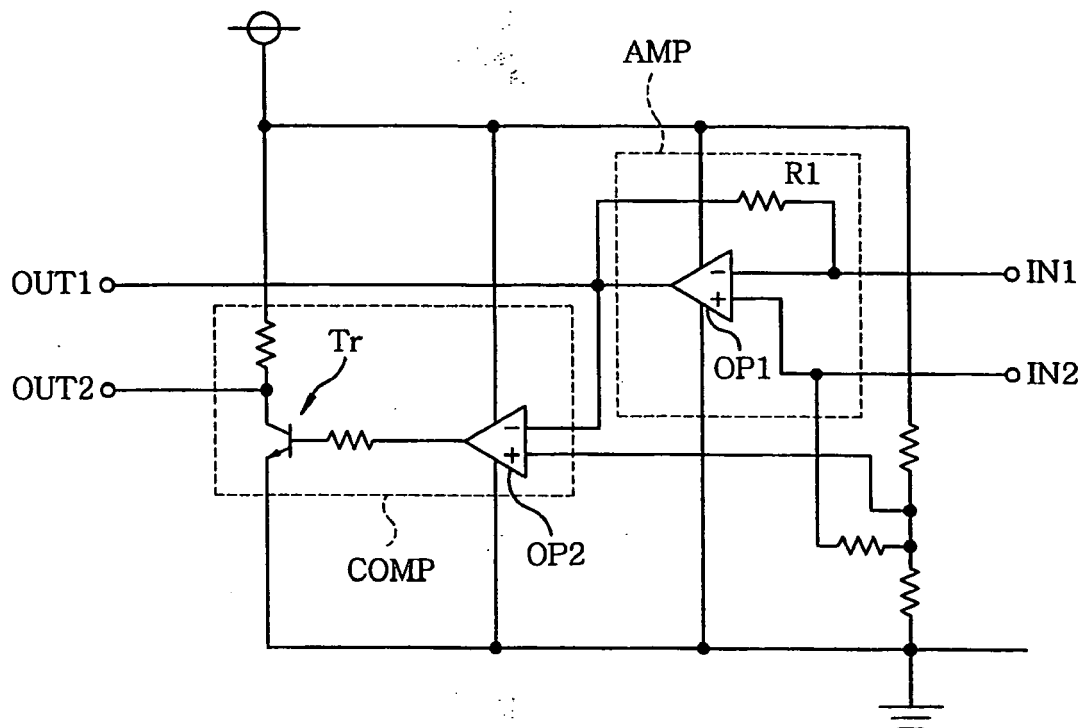 AMP
R1
OUT1
−
IN1
+
Tr
OP1
OUT2
IN2
−
+
OP2
COMP